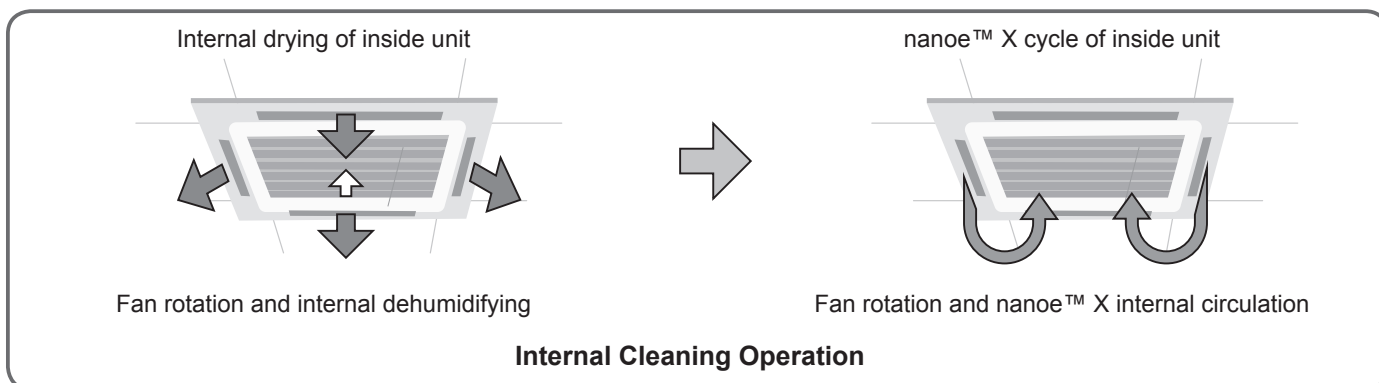 Internal drying of inside unit
nanoe™ X cycle of inside unit
Fan rotation and internal dehumidifying
Fan rotation and nanoe™ X internal circulation
Internal Cleaning Operation